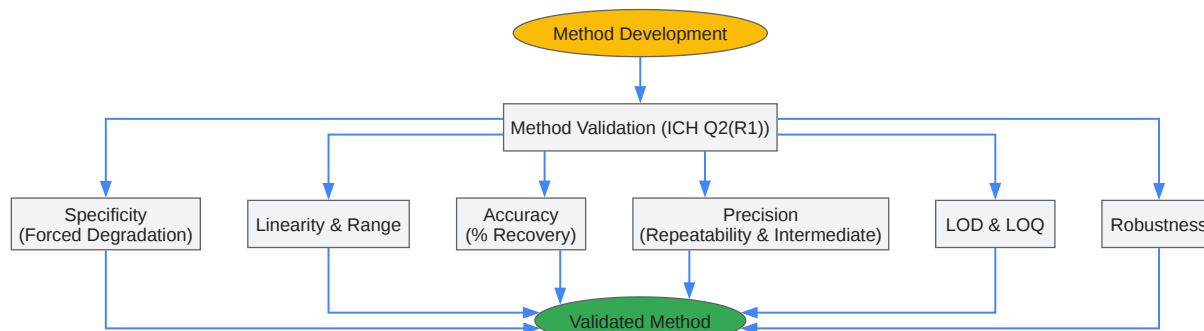 Method Development
Method Validation (ICH Q2(R1))
Specificity
(Forced Degradation)
Linearity & Range
Accuracy
(% Recovery)
Precision
(Repeatability & Intermediate)
LOD & LOQ
Robustness
Validated Method